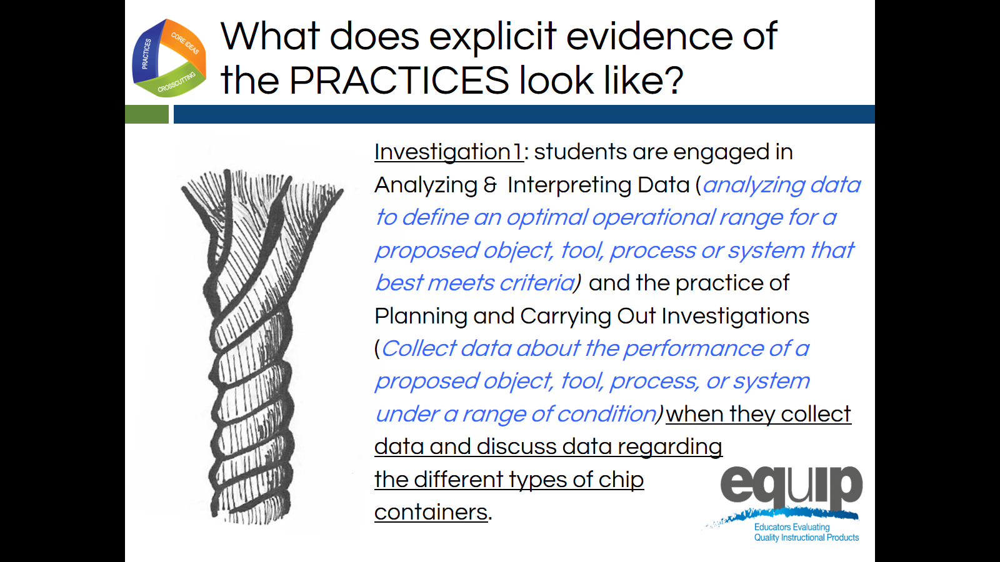 PRACTICES
CORE IDEAS
CROSSCUTTING
What does explicit evidence of
the PRACTICES look like?
Investigation1: students are engaged in
Analyzing & Interpreting Data (analyzing data
to define an optimal operational range for a
proposed object, tool, process or system that
best meets criteria) and the practice of
Planning and Carrying Out Investigations
(Collect data about the performance of a
proposed object, tool, process, or system
under a range of condition) when they collect
data and discuss data regarding
the different types of chip
containers.
equip
Educators Evaluating
Quality Instructional Products